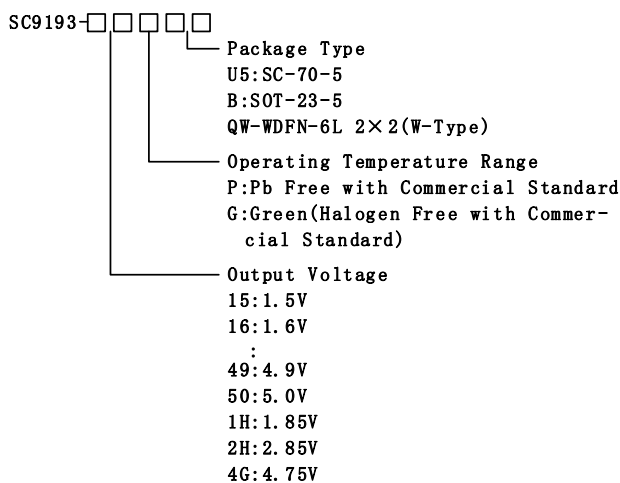 SC9193-□□□□□
Package Type
U5:SC-70-5
B:SOT-23-5
QW-WDFN-6L 2×2(W-Type)
Operating Temperature Range
P:Pb Free with Commercial Standard
G:Green(Halogen Free with Commer-
cial Standard)
Output Voltage
15:1.5V
16:1.6V
:
49:4.9V
50:5.0V
1H:1.85V
2H:2.85V
4G:4.75V